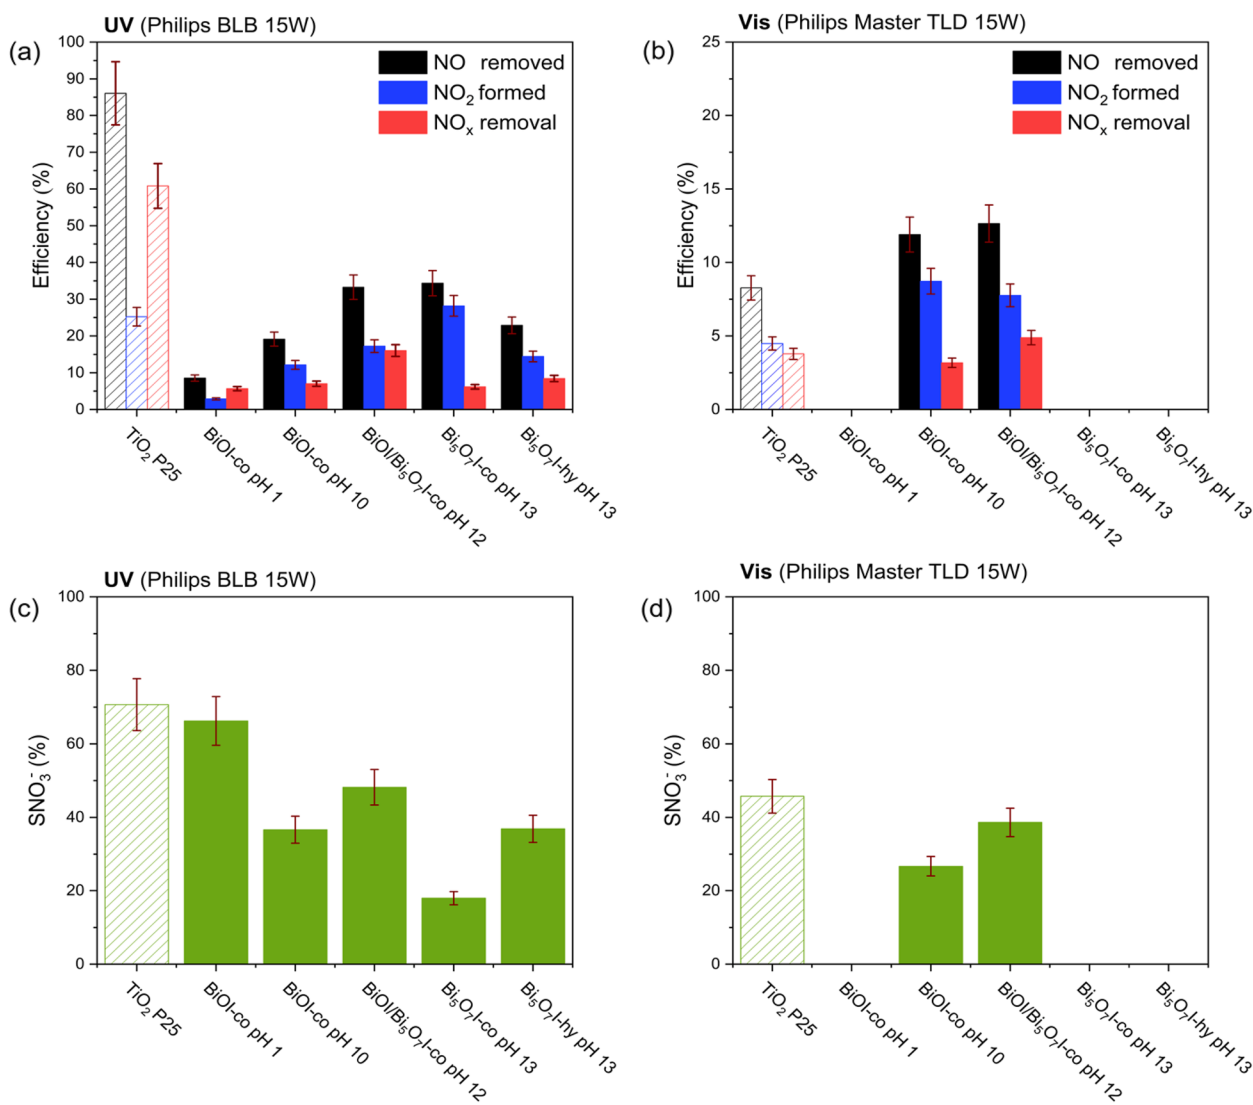 (a)
UV (Philips BLB 15W)
100
90
80
70
60
50
40
30
20
10
0
Efficiency (%)
NO removed
NO2 formed
NOx removal
TiO2 P25
BiOI-co pH 1
BiOI-co pH 10
BiOI/Bi5O7I-co pH 12
Bi5O7I-co pH 13
Bi5O7I-hy pH 13
(b)
Vis (Philips Master TLD 15W)
25
20
15
10
5
0
Efficiency (%)
NO removed
NO2 formed
NOx removal
TiO2 P25
BiOI-co pH 1
BiOI-co pH 10
BiOI/Bi5O7I-co pH 12
Bi5O7I-co pH 13
Bi5O7I-hy pH 13
(c)
UV (Philips BLB 15W)
100
80
60
40
20
0
SNO3- (%)
TiO2 P25
BiOI-co pH 1
BiOI-co pH 10
BiOI/Bi5O7I-co pH 12
Bi5O7I-co pH 13
Bi5O7I-hy pH 13
(d)
Vis (Philips Master TLD 15W)
100
80
60
40
20
0
SNO3- (%)
TiO2 P25
BiOI-co pH 1
BiOI-co pH 10
BiOI/Bi5O7I-co pH 12
Bi5O7I-co pH 13
Bi5O7I-hy pH 13